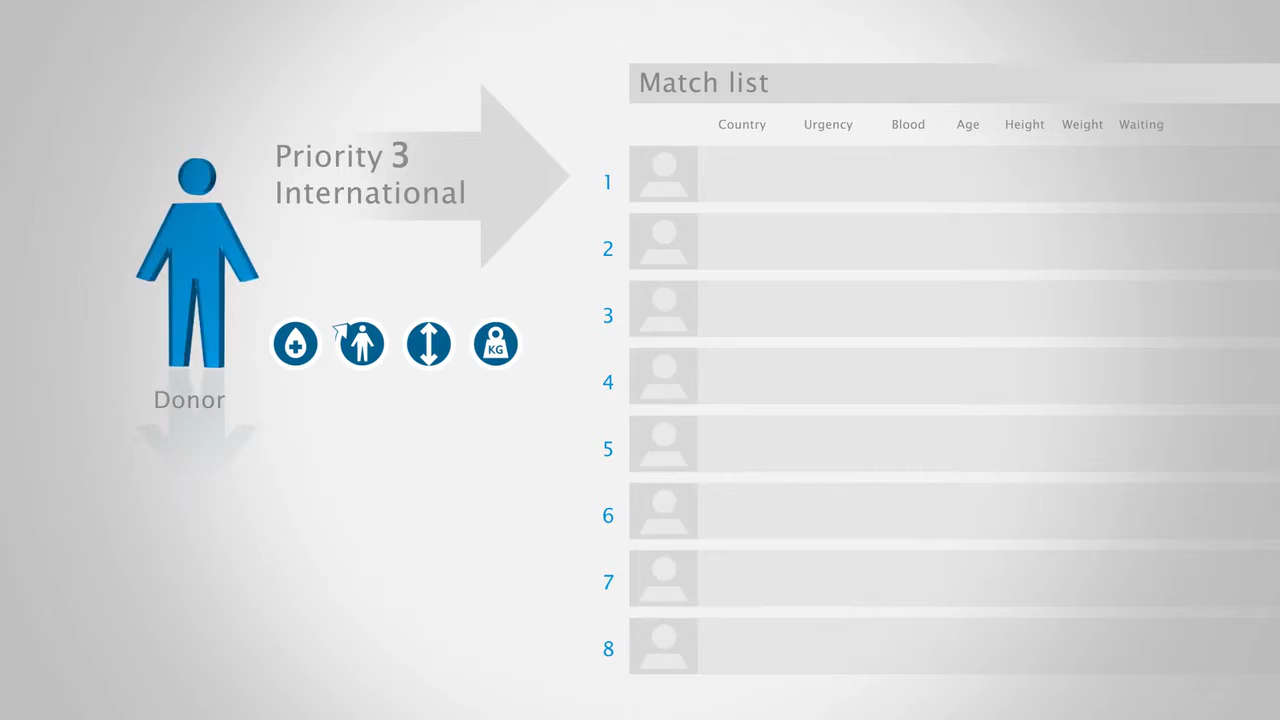 Priority 3
International
Donor
KG
Match list
Country Urgency Blood Age Height Weight Waiting
1
2
3
4
5
6
7
8